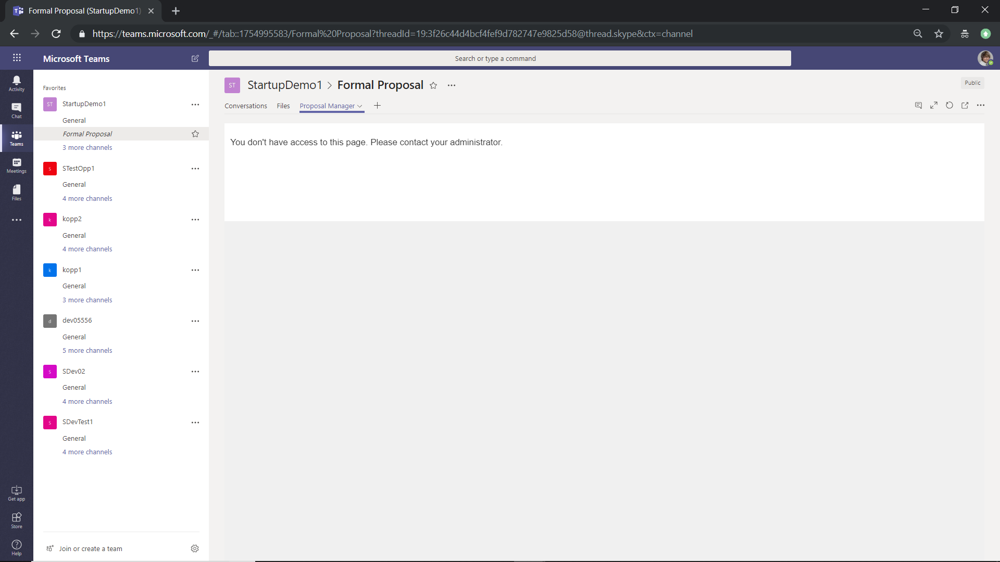 Formal Proposal (StartupDemo1)
https://teams.microsoft.com/_#/tab::1754995583/Formal%20Proposal?threadId=19:3f26c44d4bcf4fef9d782747e9825d58@thread.skype&ctx=channel
Microsoft Teams
Search or type a command
Activity
Chat
Teams
Meetings
Files
Get app
Store
Help
Favorites
ST StartupDemo1
General
Formal Proposal
3 more channels
S STestOpp1
General
4 more channels
k kopp2
General
4 more channels
k kopp1
General
3 more channels
d dev05556
General
5 more channels
S SDev02
General
4 more channels
S SDevTest1
General
4 more channels
Join or create a team
ST StartupDemo1 > Formal Proposal
Public
Conversations Files Proposal Manager
You don't have access to this page. Please contact your administrator.